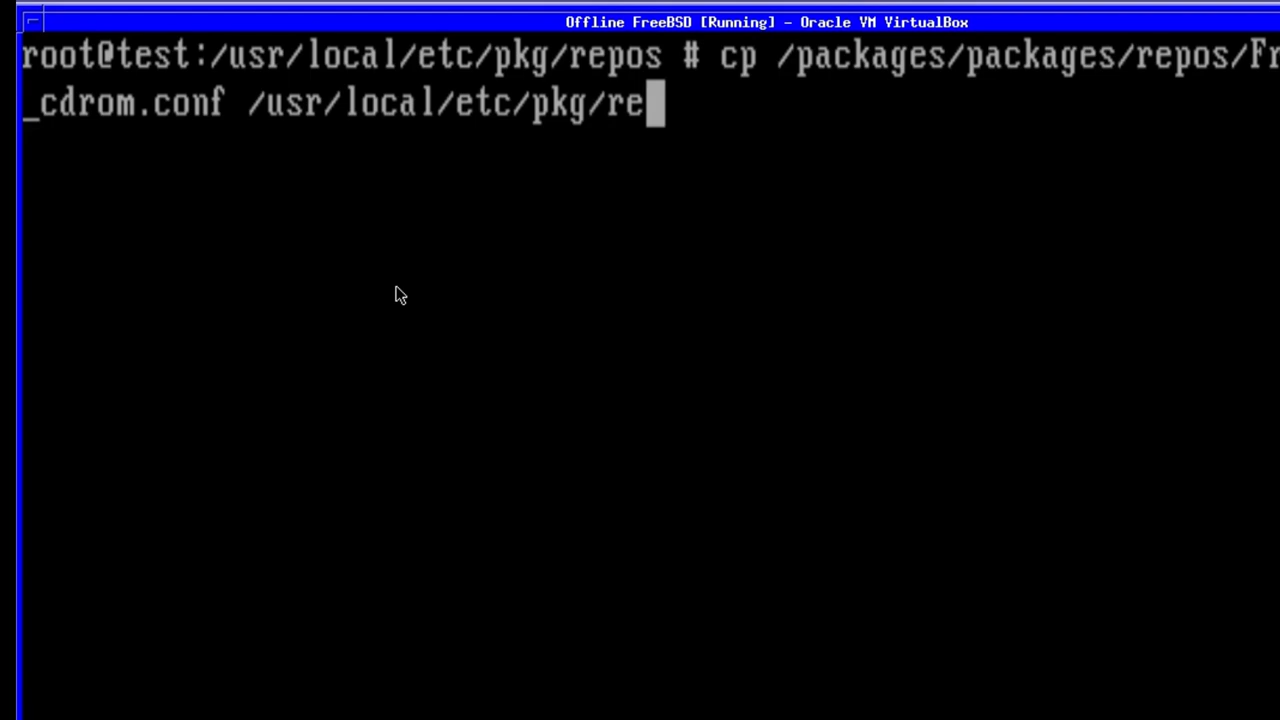 Offline FreeBSD [Running] - Oracle VM VirtualBox
root@test:/usr/local/etc/pkg/repos # cp /packages/packages/repos/Fr
_cdrom.conf /usr/local/etc/pkg/re